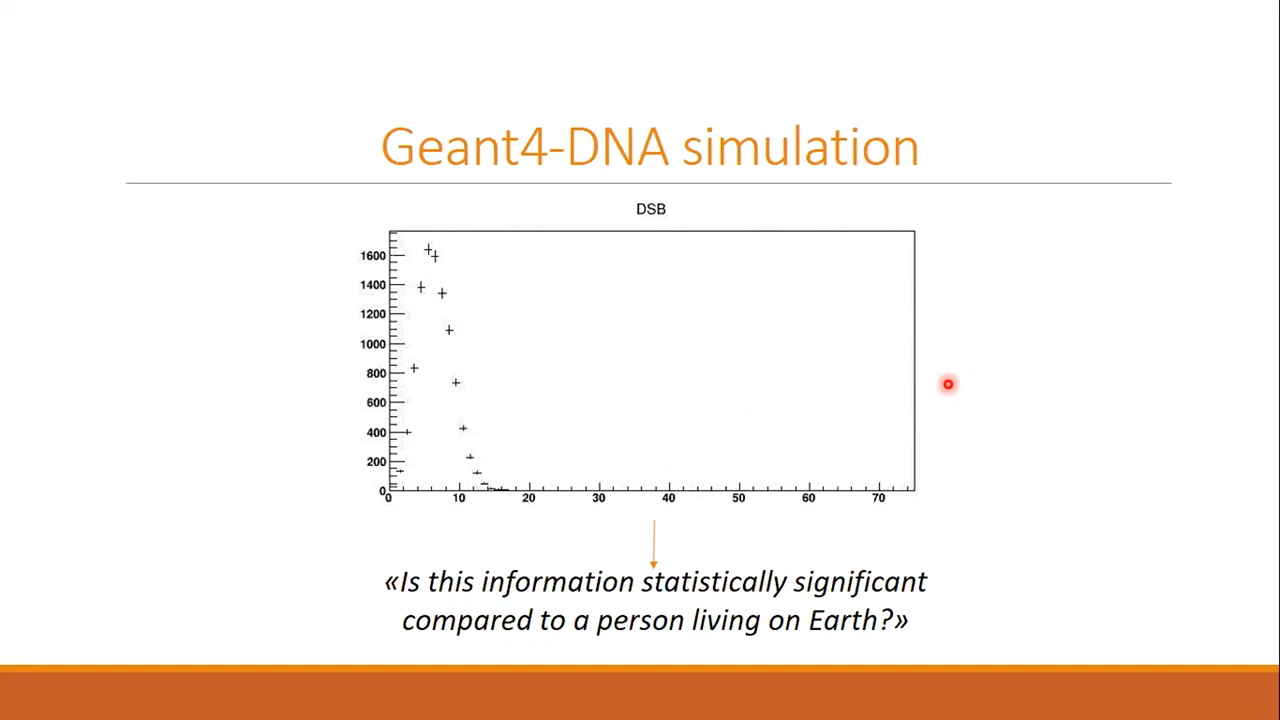 Geant4-DNA simulation
DSB
1600
1400
1200
1000
800
600
400
200
0
0 10 20 30 40 50 60 70
«Is this information statistically significant
compared to a person living on Earth?»